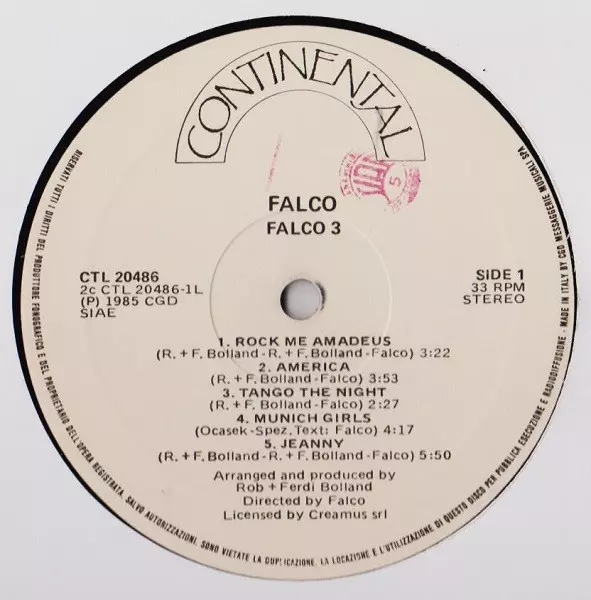 CONTINENTAL
FALCO
FALCO 3
CTL 20486
2c CTL 20486-1L
(P) 1985 CGD
SIAE
SIDE 1
33 RPM
STEREO
1. ROCK ME AMADEUS
(R. + F. Bolland - R. + F. Bolland - Falco) 3:22
2. AMERICA
(R. + F. Bolland - Falco) 3:53
3. TANGO THE NIGHT
(R. + F. Bolland - Falco) 2:27
4. MUNICH GIRLS
(Ocasek - Spez. Text: Falco) 4:17
5. JEANNY
(R. + F. Bolland - R. + F. Bolland - Falco) 5:50
Arranged and produced by
Rob + Ferdi Bolland
Directed by Falco
Licensed by Creamus srl
RISERVATI TUTTI I DIRITTI DEL PRODUTTORE FONOGRAFICO E DEL PROPRIETARIO DELL'OPERA REGISTRATA. SALVO AUTORIZZAZIONI, SONO VIETATE LA DUPLICAZIONE, LA LOCAZIONE E L'UTILIZZAZIONE DI QUESTO DISCO PER PUBBLICA ESECUZIONE E RADIODIFFUSIONE - MADE IN ITALY BY CGD MESSAGGERIE MUSICALI SPA